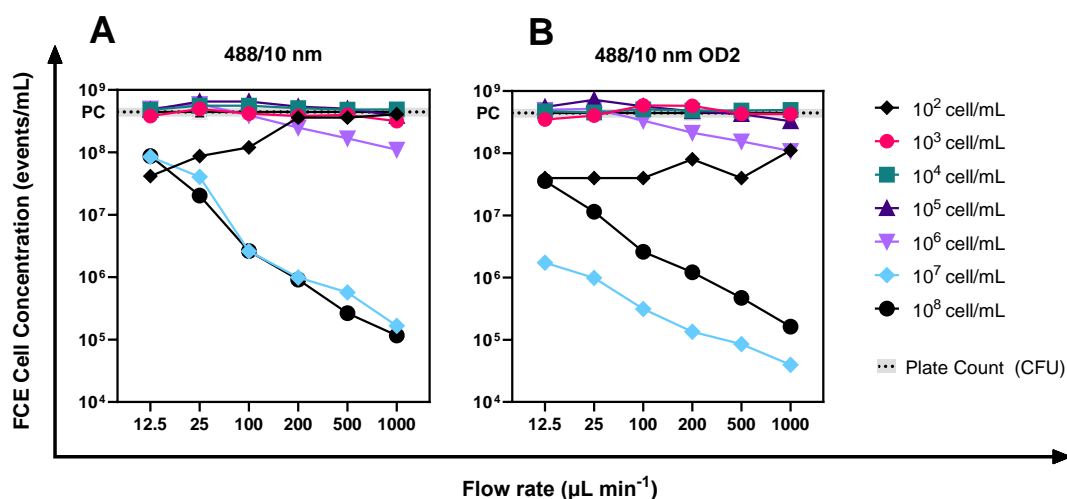 A
488/10 nm
B
488/10 nm OD2
FCE Cell Concentration (events/mL)
10⁹
PC
10⁸
10⁷
10⁶
10⁵
10⁴
12.5 25 100 200 500 1000
10⁹
PC
10⁸
10⁷
10⁶
10⁵
10⁴
12.5 25 100 200 500 1000
Flow rate (µL min⁻¹)
10² cell/mL
10³ cell/mL
10⁴ cell/mL
10⁵ cell/mL
10⁶ cell/mL
10⁷ cell/mL
10⁸ cell/mL
Plate Count (CFU)